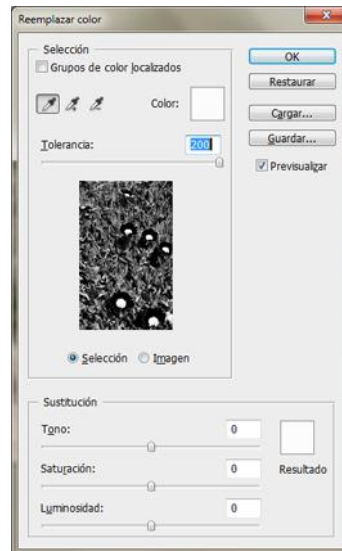 Reemplazar color
Selección
Grupos de color localizados
Color:
Tolerancia: 200
Selección Imagen
OK
Restaurar
Cargar...
Guardar...
Previsualizar
Sustitución
Tono: 0
Saturación: 0
Luminosidad: 0
Resultado